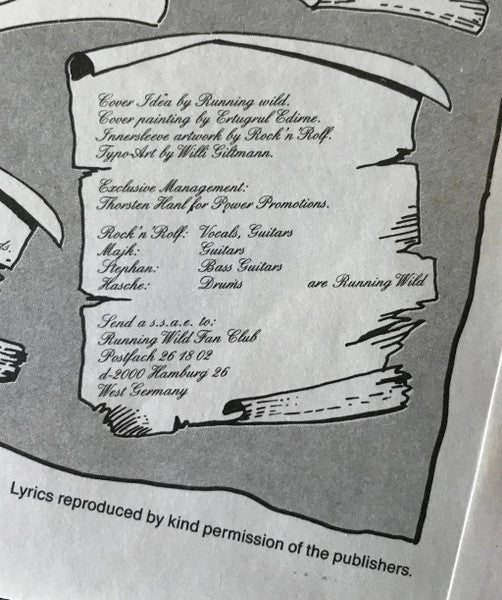 Cover Idea by Running wild.
Cover painting by Ertugrul Edirne.
Innersleeve artwork by Rock'n'Rolf.
Typo-Art by Willi Giltmann.
Exclusive Management:
Thorsten Hanl for Power Promotions.
Rock'n'Rolf: Vocals, Guitars
Majk: Guitars
Stephan: Bass Guitars
Hasche: Drums are Running Wild
Send a s.s.a.e. to:
Running Wild Fan Club
Postfach 26 18 02
d-2000 Hamburg 26
West Germany
Lyrics reproduced by kind permission of the publishers.